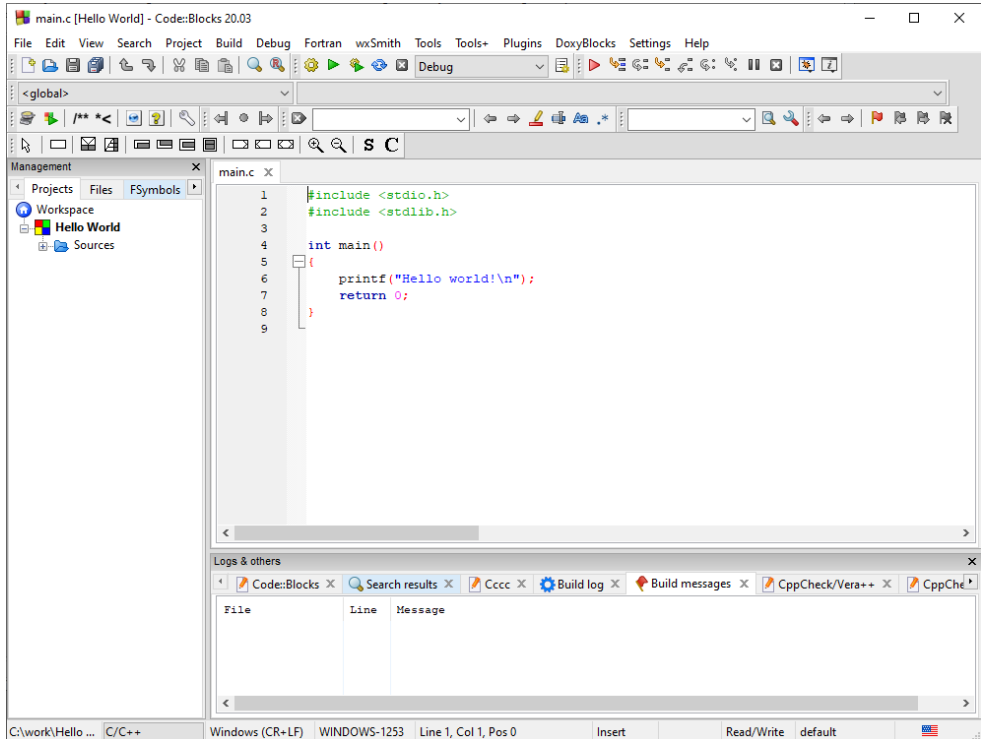 main.c [Hello World] - Code::Blocks 20.03
File Edit View Search Project Build Debug Fortran wxSmith Tools Tools+ Plugins DoxyBlocks Settings Help
Debug
<global>
/** *<
Aa .*
S C
Management
Projects Files FSymbols
Workspace
Hello World
Sources
main.c
1 #include <stdio.h>
2 #include <stdlib.h>
3
4 int main()
5 {
6 printf("Hello world!\n");
7 return 0;
8 }
9
Logs & others
Code::Blocks Search results Cccc Build log Build messages CppCheck/Vera++ CppChe
File Line Message
C:\work\Hello ... C/C++ Windows (CR+LF) WINDOWS-1253 Line 1, Col 1, Pos 0 Insert Read/Write default